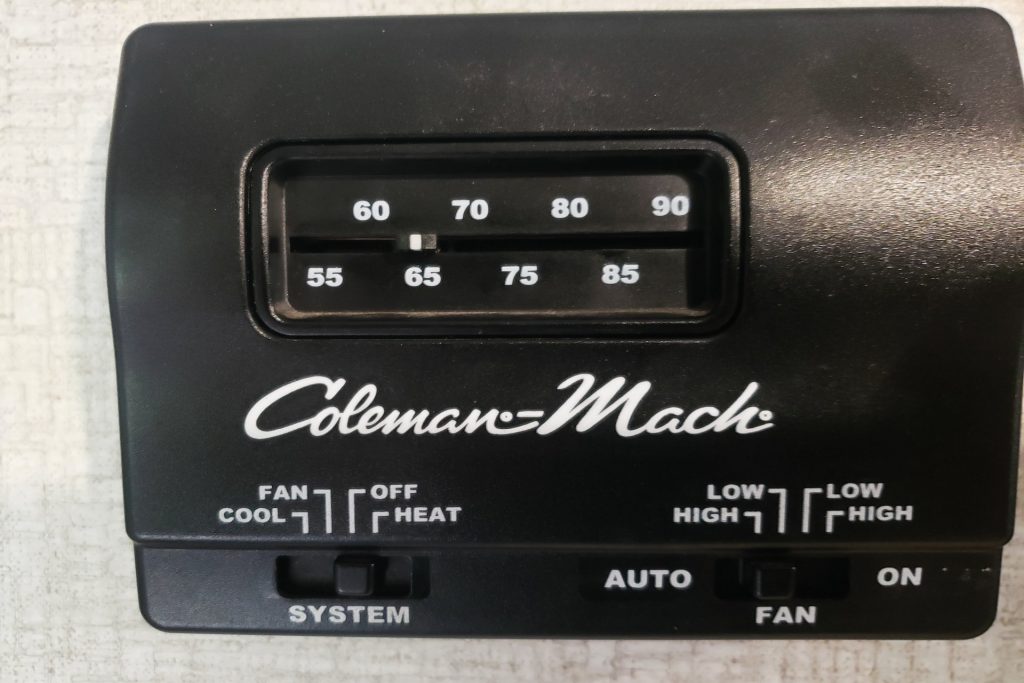 60 70 80 90
55 65 75 85
Coleman-Mach
FAN OFF LOW LOW
COOL HEAT HIGH HIGH
AUTO ON
SYSTEM FAN